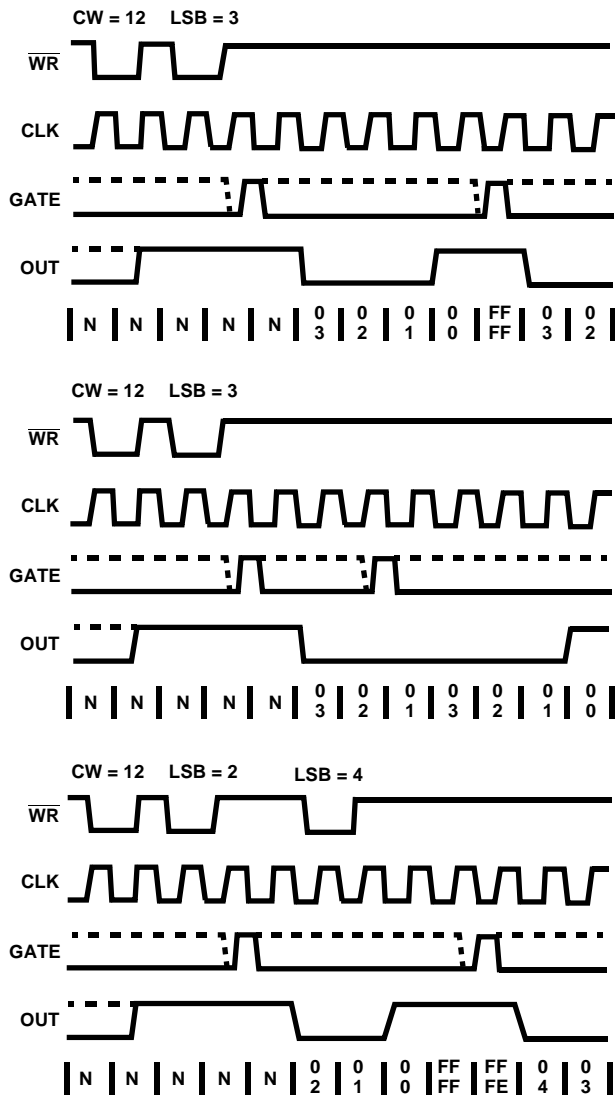 CW = 12 LSB = 3
WR
CLK
GATE
OUT
N N N N N 0 0 0 0 FF 0 0
3 2 1 0 FF 3 2
CW = 12 LSB = 3
WR
CLK
GATE
OUT
N N N N N 0 0 0 0 0 0 0
3 2 1 3 2 1 0
CW = 12 LSB = 2 LSB = 4
WR
CLK
GATE
OUT
N N N N N 0 0 0 FF FF 0 0
2 1 0 FF FE 4 3